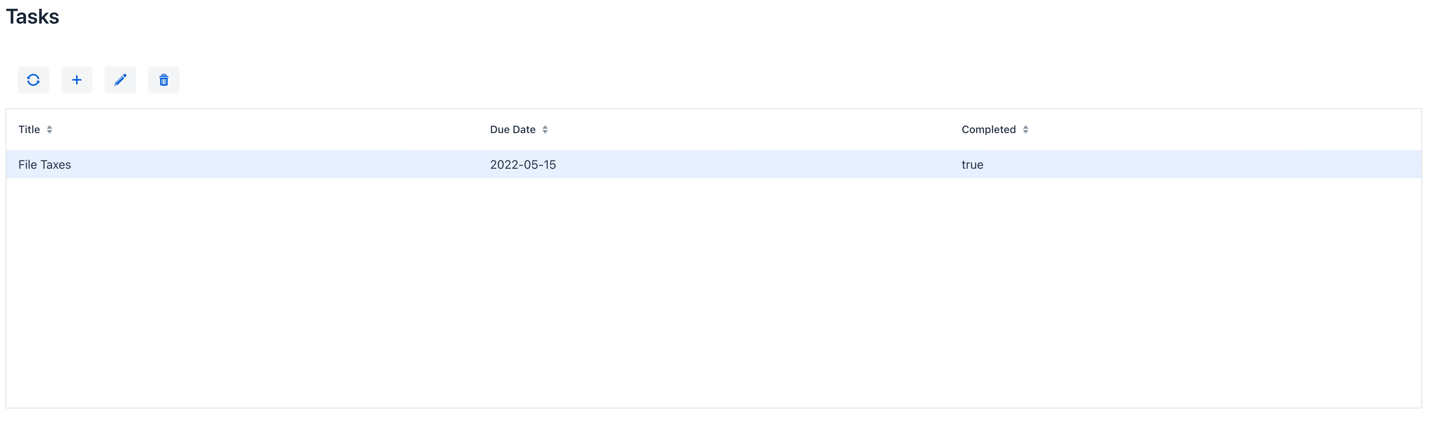 Tasks
Title Due Date Completed
File Taxes 2022-05-15 true